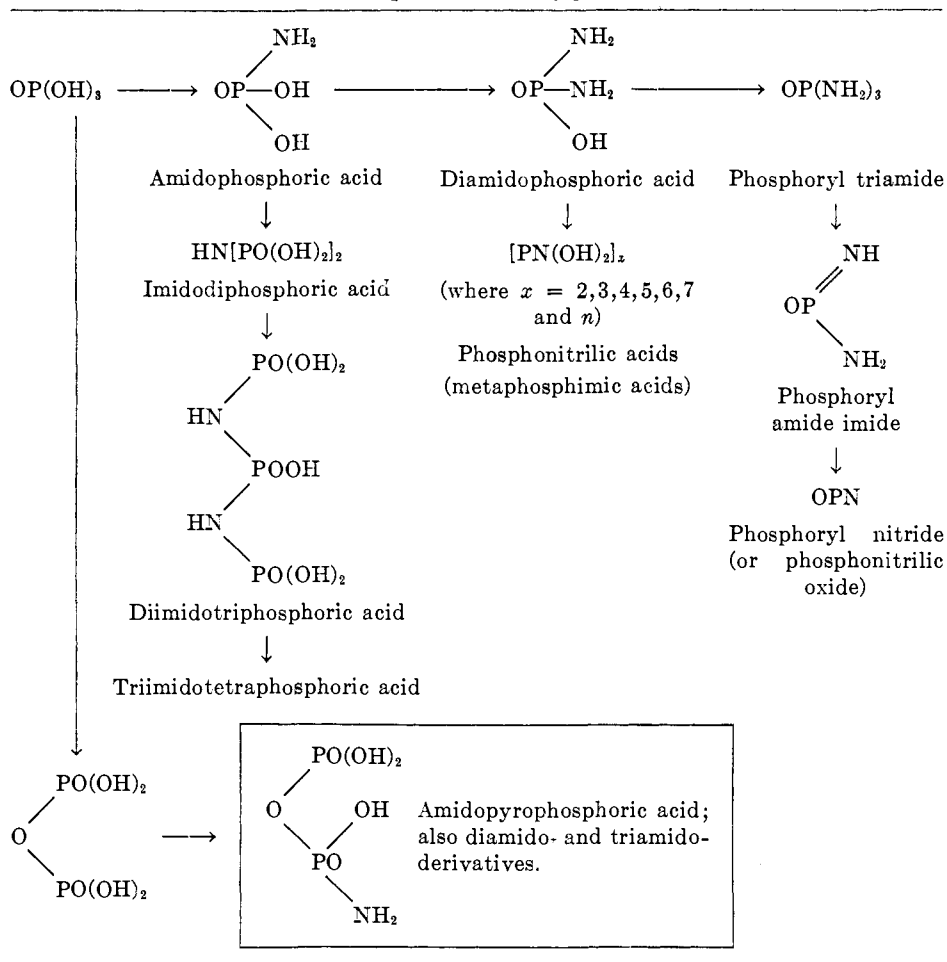 NH₂
OP(OH)₃ → OP—OH
OH
Amidophosphoric acid
↓
HN[PO(OH)₂]₂
Imidodiphosphoric acid
↓
PO(OH)₂
HN
POOH
HN
PO(OH)₂
Diimidotriphosphoric acid
↓
Triimidotetraphosphoric acid
→
NH₂
OP—NH₂
OH
Diamidophosphoric acid
↓
[PN(OH)₂]ₓ
(where x = 2,3,4,5,6,7
and n)
Phosphonitrilic acids
(metaphosphimic acids)
→ OP(NH₂)₃
Phosphoryl triamide
↓
NH
OP
NH₂
Phosphoryl
amide imide
↓
OPN
Phosphoryl nitride
(or phosphonitrilic
oxide)
PO(OH)₂
O
PO(OH)₂
→
PO(OH)₂
O OH
PO
NH₂
Amidopyrophosphoric acid;
also diamido- and triamido-
derivatives.